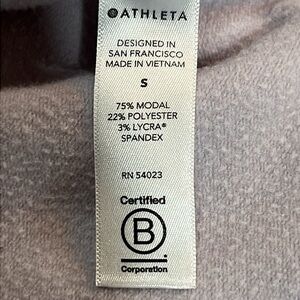 ATHLETA
DESIGNED IN
SAN FRANCISCO
MADE IN VIETNAM
S
75% MODAL
22% POLYESTER
3% LYCRA®
SPANDEX
RN 54023
Certified
B
Corporation